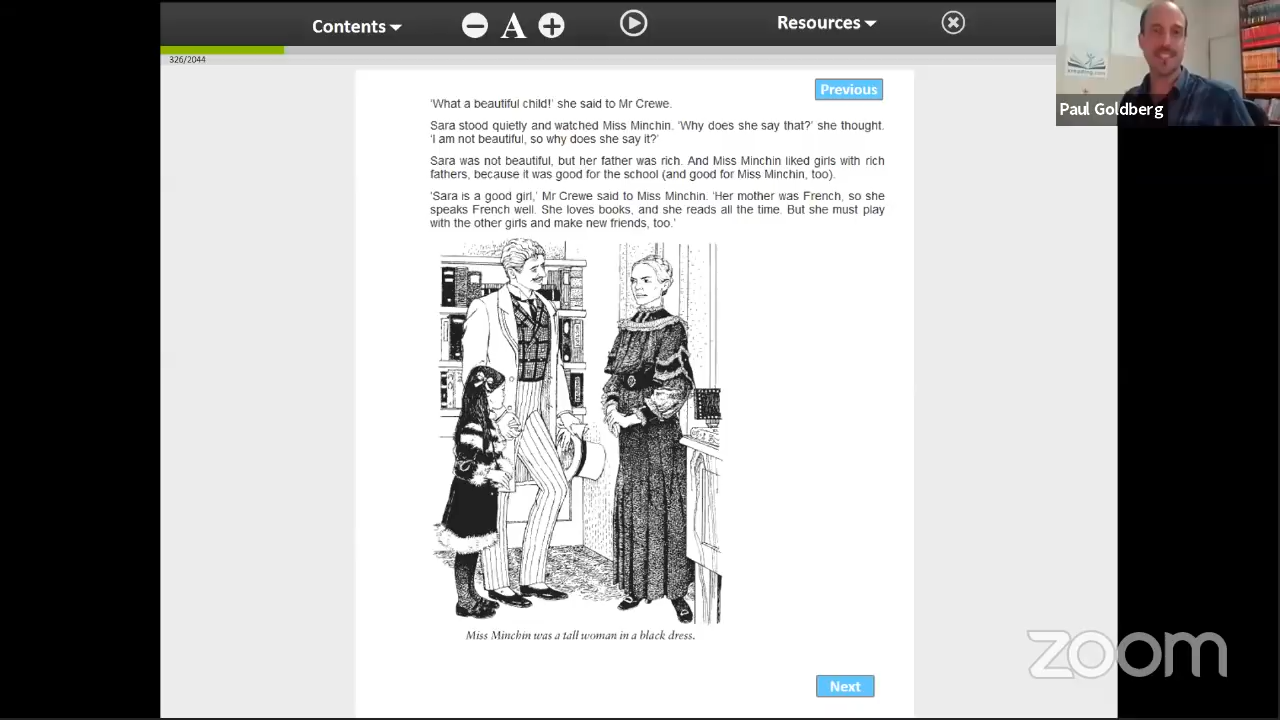 Contents
A
Resources
326/2044
Paul Goldberg
Previous
'What a beautiful child!' she said to Mr Crewe.
Sara stood quietly and watched Miss Minchin. 'Why does she say that?' she thought.
'I am not beautiful, so why does she say it?'
Sara was not beautiful, but her father was rich. And Miss Minchin liked girls with rich
fathers, because it was good for the school (and good for Miss Minchin, too).
'Sara is a good girl,' Mr Crewe said to Miss Minchin. 'Her mother was French, so she
speaks French well. She loves books, and she reads all the time. But she must play
with the other girls and make new friends, too.'
Miss Minchin was a tall woman in a black dress.
zoom
Next